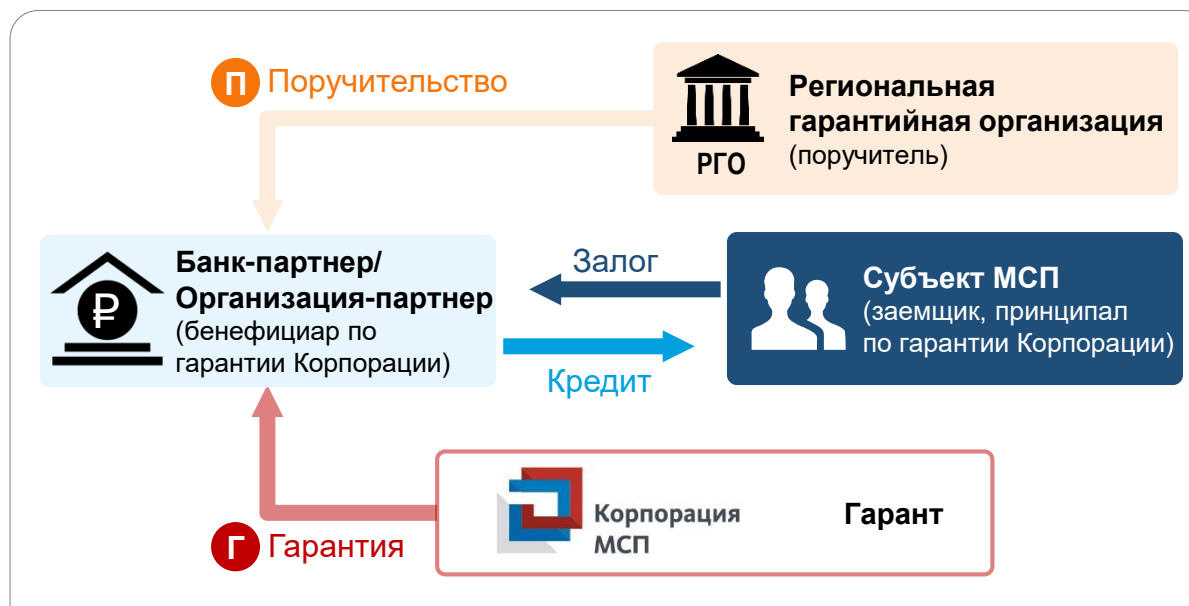 П Поручительство
Региональная
гарантийная организация
(поручитель)
РГО
Банк-партнер/
Организация-партнер
(бенефициар по
гарантии Корпорации)
₽
Залог
Кредит
Субъект МСП
(заемщик, принципал
по гарантии Корпорации)
Г Гарантия
Корпорация
МСП
Гарант